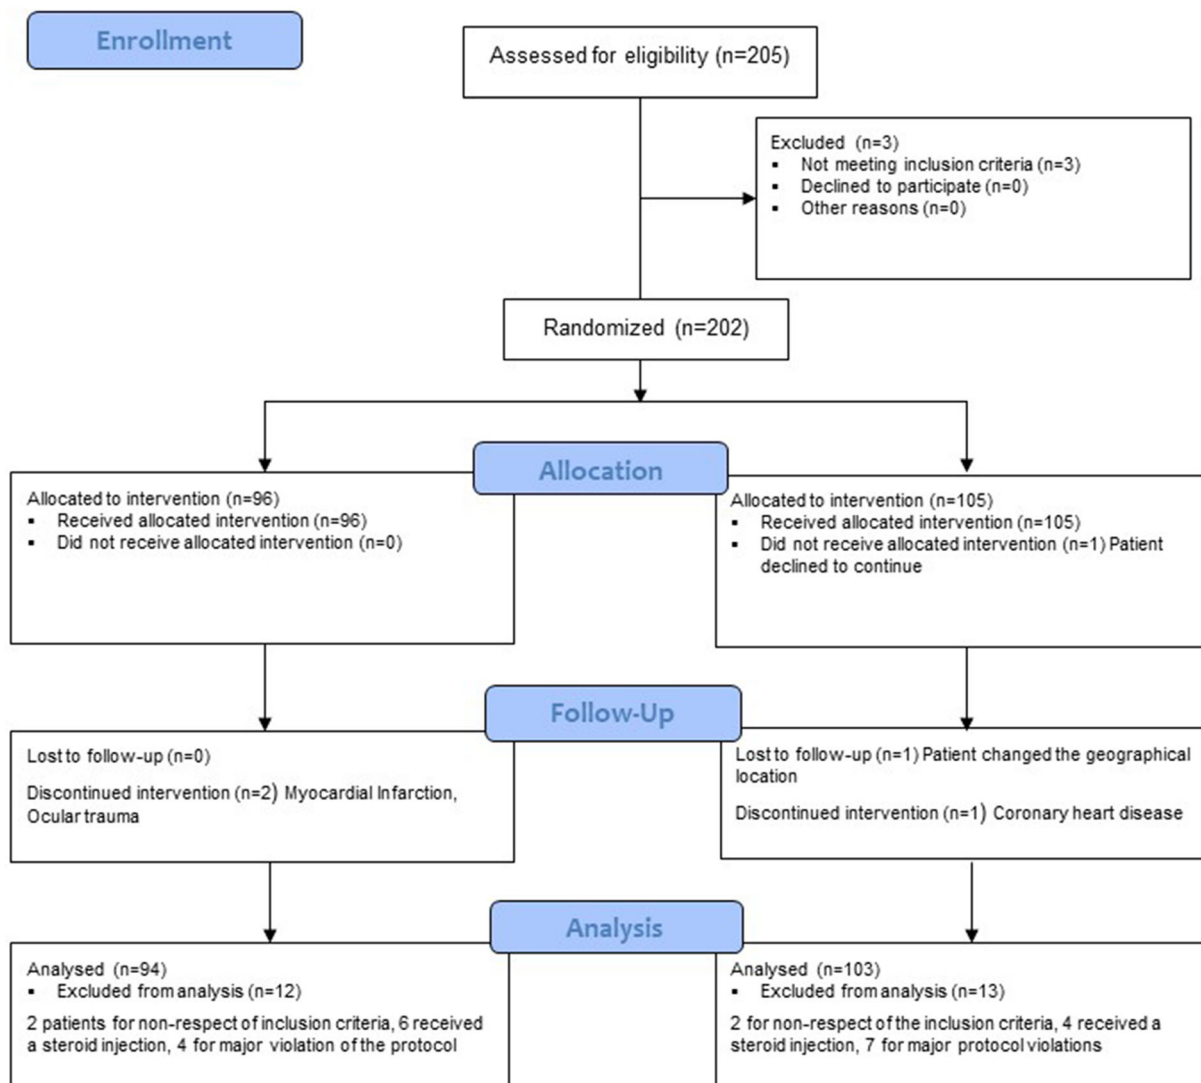 Enrollment
Assessed for eligibility (n=205)
Excluded (n=3)
▪ Not meeting inclusion criteria (n=3)
▪ Declined to participate (n=0)
▪ Other reasons (n=0)
Randomized (n=202)
Allocation
Allocated to intervention (n=96)
▪ Received allocated intervention (n=96)
▪ Did not receive allocated intervention (n=0)
Allocated to intervention (n=105)
▪ Received allocated intervention (n=105)
▪ Did not receive allocated intervention (n=1) Patient
declined to continue
Follow-Up
Lost to follow-up (n=0)
Discontinued intervention (n=2) Myocardial Infarction,
Ocular trauma
Lost to follow-up (n=1) Patient changed the geographical
location
Discontinued intervention (n=1) Coronary heart disease
Analysis
Analysed (n=94)
▪ Excluded from analysis (n=12)
2 patients for non-respect of inclusion criteria, 6 received
a steroid injection, 4 for major violation of the protocol
Analysed (n=103)
▪ Excluded from analysis (n=13)
2 for non-respect of the inclusion criteria, 4 received a
steroid injection, 7 for major protocol violations